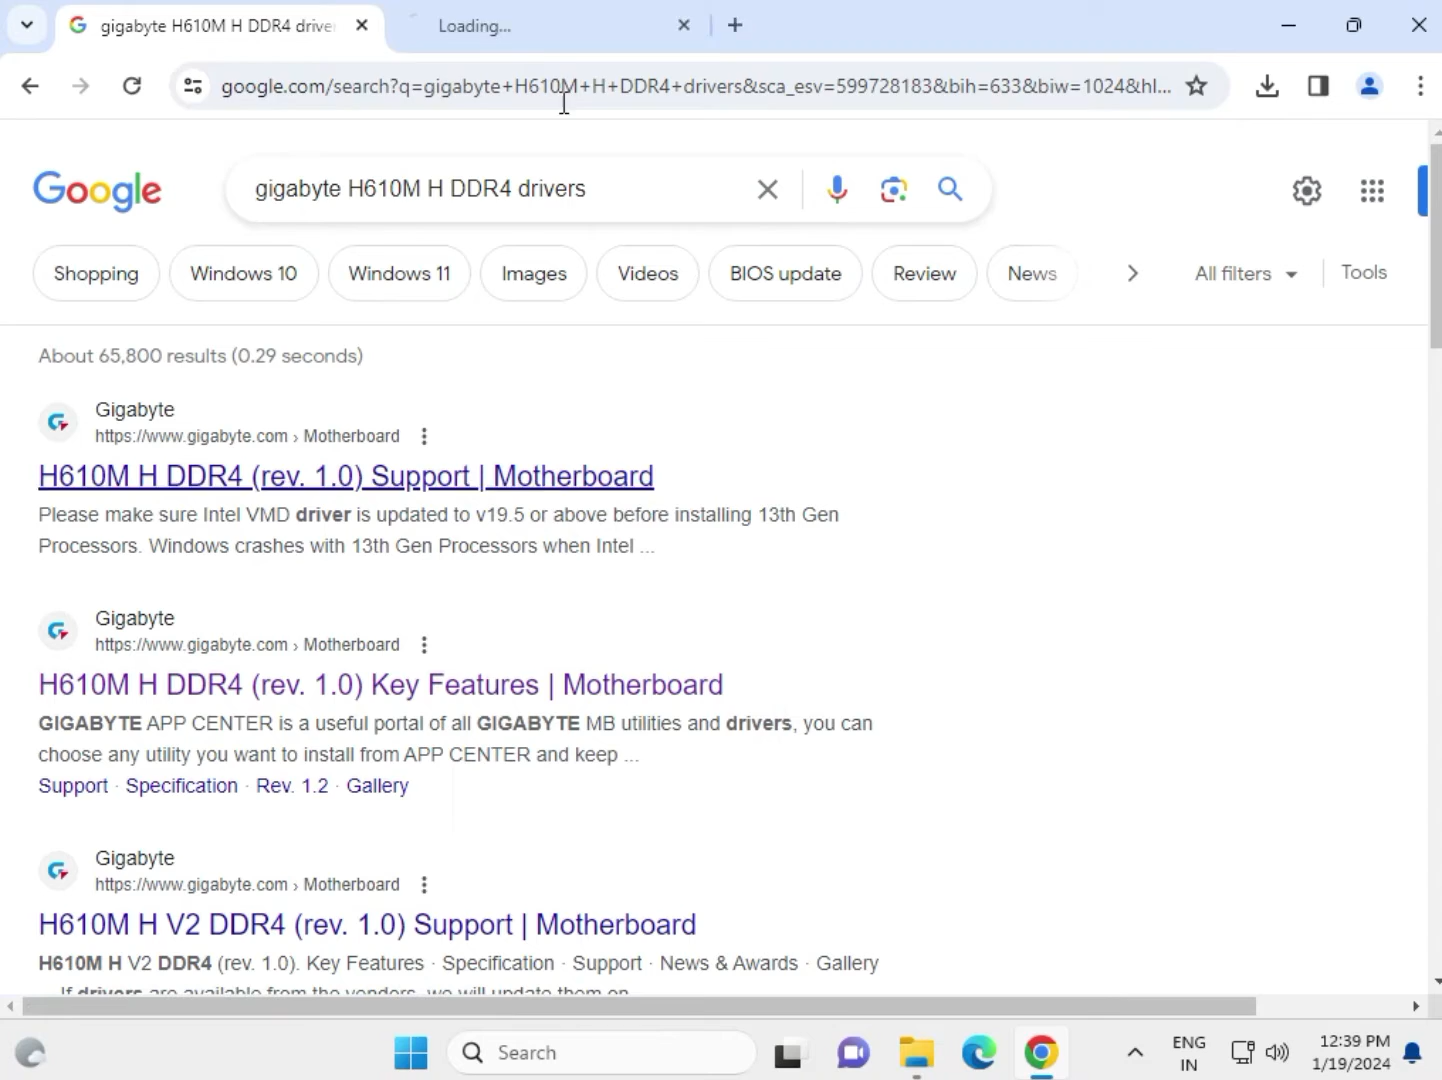 gigabyte H610M H DDR4 drive
Loading...
google.com/search?q=gigabyte+H610M+H+DDR4+drivers&sca_esv=599728183&bih=633&biw=1024&hl...
Google
gigabyte H610M H DDR4 drivers
Shopping
Windows 10
Windows 11
Images
Videos
BIOS update
Review
News
All filters
Tools
About 65,800 results (0.29 seconds)
Gigabyte
https://www.gigabyte.com › Motherboard
H610M H DDR4 (rev. 1.0) Support | Motherboard
Please make sure Intel VMD driver is updated to v19.5 or above before installing 13th Gen
Processors. Windows crashes with 13th Gen Processors when Intel ...
Gigabyte
https://www.gigabyte.com › Motherboard
H610M H DDR4 (rev. 1.0) Key Features | Motherboard
GIGABYTE APP CENTER is a useful portal of all GIGABYTE MB utilities and drivers, you can
choose any utility you want to install from APP CENTER and keep ...
Support · Specification · Rev. 1.2 · Gallery
Gigabyte
https://www.gigabyte.com › Motherboard
H610M H V2 DDR4 (rev. 1.0) Support | Motherboard
H610M H V2 DDR4 (rev. 1.0). Key Features · Specification · Support · News & Awards · Gallery
If drivers are available from the vendors, we will update them on
Search
ENG
IN
12:39 PM
1/19/2024